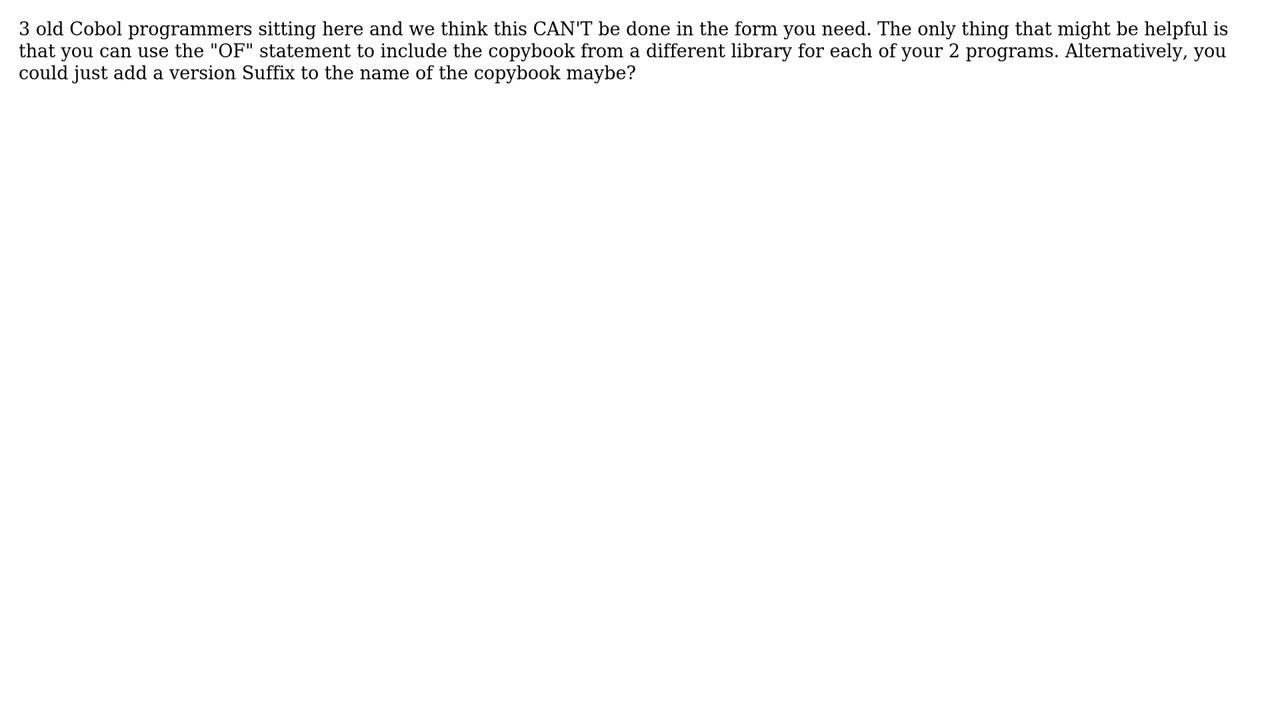 3 old Cobol programmers sitting here and we think this CAN'T be done in the form you need. The only thing that might be helpful is
that you can use the "OF" statement to include the copybook from a different library for each of your 2 programs. Alternatively, you
could just add a version Suffix to the name of the copybook maybe?